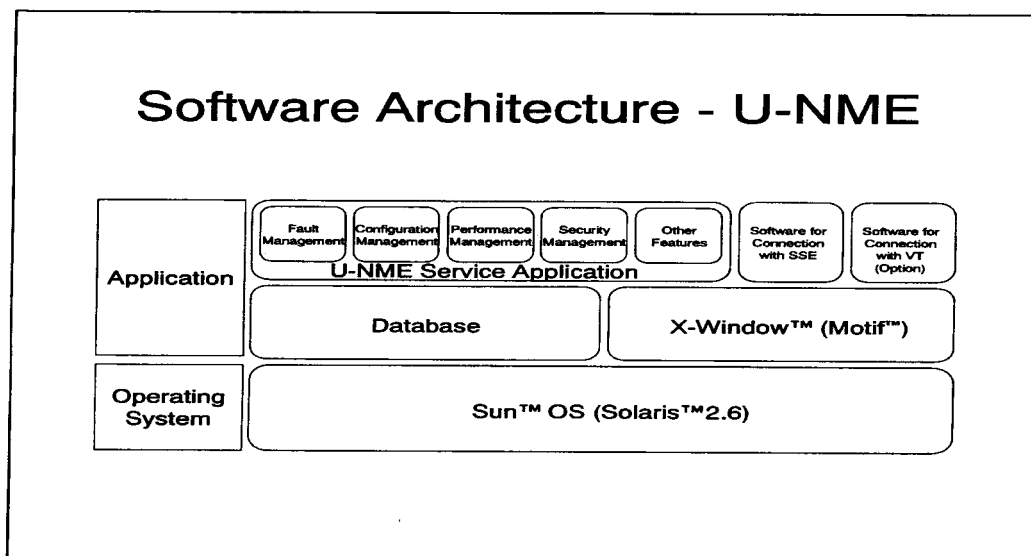 Software Architecture - U-NME
Application
Fault
Management
Configuration
Management
Performance
Management
Security
Management
Other
Features
U-NME Service Application
Software for
Connection
with SSE
Software for
Connection
with VT
(Option)
Database
X-Window™ (Motif™)
Operating
System
Sun™ OS (Solaris™2.6)